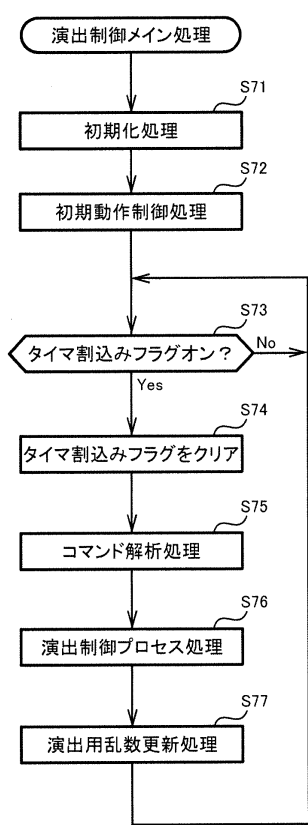 演出制御メイン処理
S71
初期化処理
S72
初期動作制御処理
S73
タイマ割込みフラグオン？
No
Yes
S74
タイマ割込みフラグをクリア
S75
コマンド解析処理
S76
演出制御プロセス処理
S77
演出用乱数更新処理